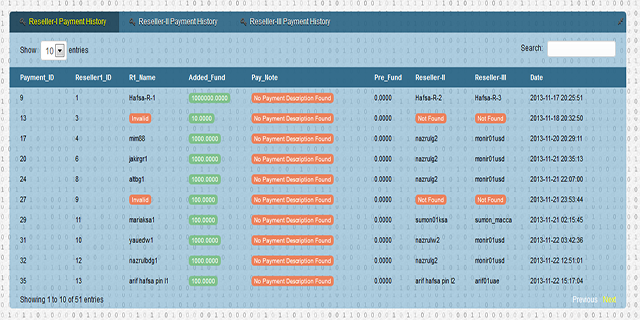 Reseller-I Payment History Reseller-II Payment History Reseller-III Payment History
Show 10 entries Search:
Payment_ID Reseller1_ID R1_Name Added_Fund Pay_Note Pre_Fund Reseller-II Reseller-III Date
9 1 Hafsa-R-1 1000000.0000 No Payment Description Found 0.0000 Hafsa-R-2 Hafsa-R-3 2013-11-17 20:25:51
13 3 Invalid 10.0000 No Payment Description Found 0.0000 Not Found Not Found 2013-11-18 20:32:50
17 4 mim88 1000.0000 No Payment Description Found 0.0000 nazrulg2 monir01usd 2013-11-20 20:29:11
20 6 jakirgr1 1000.0000 No Payment Description Found 0.0000 nazrulg2 monir01usd 2013-11-21 20:35:13
24 8 attbg1 1000.0000 No Payment Description Found 0.0000 nazrulg2 monir01usd 2013-11-21 22:07:00
27 9 Invalid 100.0000 No Payment Description Found 0.0000 Not Found Not Found 2013-11-21 23:53:44
29 11 mariaksa1 100.0000 No Payment Description Found 0.0000 sumon01ksa sumon_macca 2013-11-21 02:15:45
31 10 yauedw1 1000.0000 No Payment Description Found 0.0000 nazrulw2 monir01usd 2013-11-22 03:42:36
32 12 nazrulbdg1 1000.0000 No Payment Description Found 0.0000 nazrulg2 monir01usd 2013-11-22 12:51:01
35 13 arif hafsa pin l1 100.0000 No Payment Description Found 0.0000 arif hafsa pin l2 arif01uae 2013-11-22 15:17:04
Showing 1 to 10 of 51 entries Previous Next